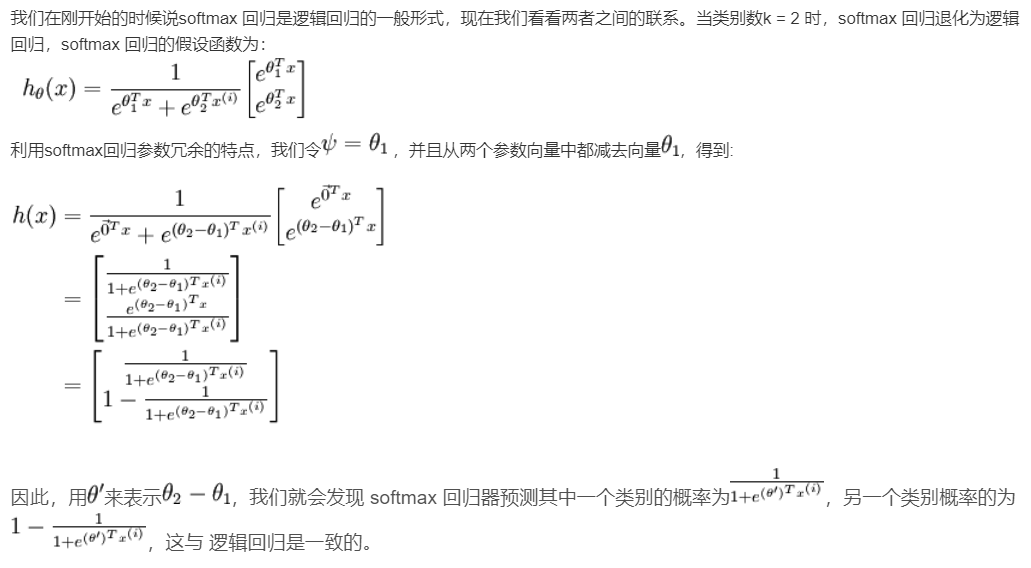 我们在刚开始的时候说softmax 回归是逻辑回归的一般形式，现在我们看看两者之间的联系。当类别数k = 2 时，softmax 回归退化为逻辑
回归，softmax 回归的假设函数为：
$h_\theta(x) = \frac{1}{e^{\theta_1^T x} + e^{\theta_2^T x^{(i)}}} \begin{bmatrix} e^{\theta_1^T x} \\ e^{\theta_2^T x} \end{bmatrix}$
利用softmax回归参数冗余的特点，我们令$\psi = \theta_1$，并且从两个参数向量中都减去向量$\theta_1$，得到:
$h(x) = \frac{1}{e^{\vec{0}^T x} + e^{(\theta_2 - \theta_1)^T x^{(i)}}} \begin{bmatrix} e^{\vec{0}^T x} \\ e^{(\theta_2 - \theta_1)^T x} \end{bmatrix}$
$= \begin{bmatrix} \frac{1}{1 + e^{(\theta_2 - \theta_1)^T x^{(i)}}} \\ \frac{e^{(\theta_2 - \theta_1)^T x}}{1 + e^{(\theta_2 - \theta_1)^T x^{(i)}}} \end{bmatrix}$
$= \begin{bmatrix} \frac{1}{1 + e^{(\theta_2 - \theta_1)^T x^{(i)}}} \\ 1 - \frac{1}{1 + e^{(\theta_2 - \theta_1)^T x^{(i)}}} \end{bmatrix}$
因此，用$\theta'$来表示$\theta_2 - \theta_1$，我们就会发现 softmax 回归器预测其中一个类别的概率为$\frac{1}{1 + e^{(\theta')^T x^{(i)}}}$，另一个类别概率的为
$1 - \frac{1}{1 + e^{(\theta')^T x^{(i)}}}$，这与 逻辑回归是一致的。